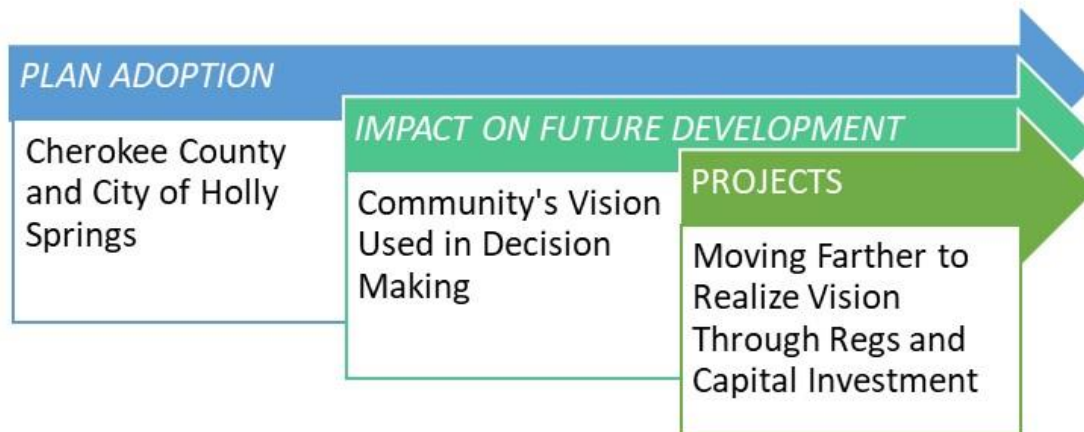 PLAN ADOPTION
Cherokee County
and City of Holly
Springs
IMPACT ON FUTURE DEVELOPMENT
Community's Vision
Used in Decision
Making
PROJECTS
Moving Farther to
Realize Vision
Through Regs and
Capital Investment